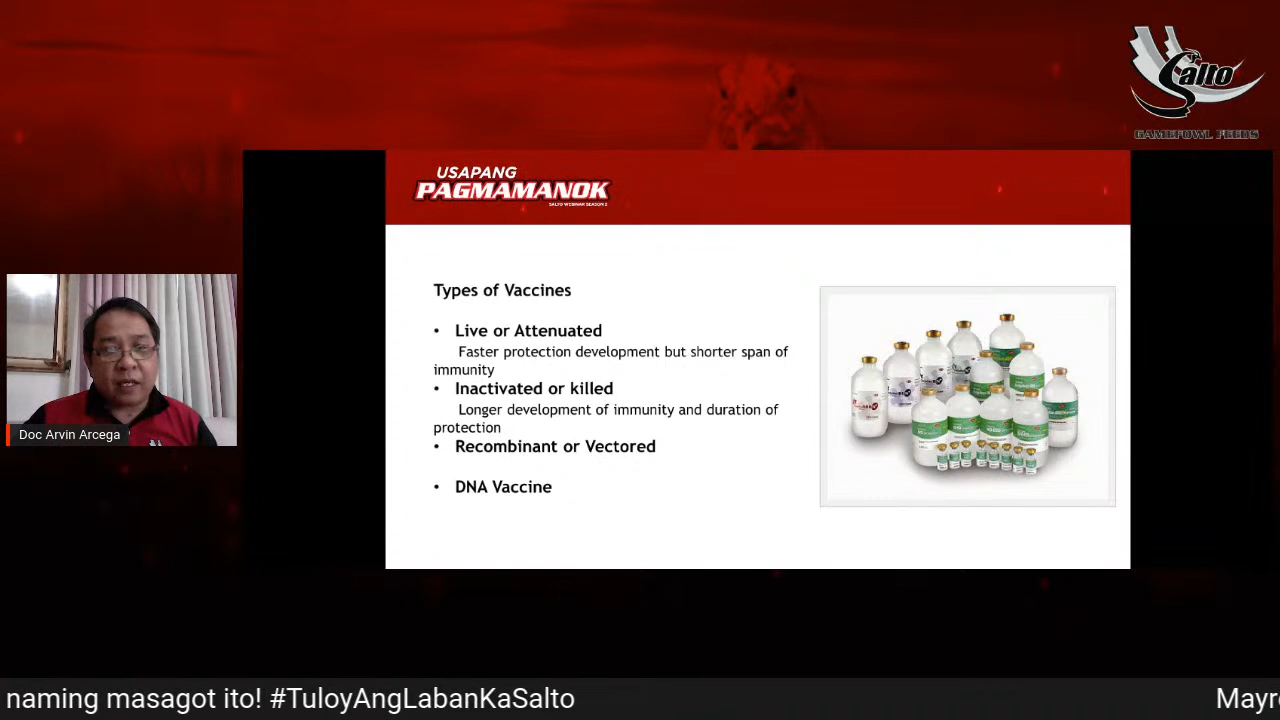 Salto
GAMEFOWL FEEDS
USAPANG
PAGMAMANOK
SALTO WEBINAR SEASON 2
Types of Vaccines
• Live or Attenuated
Faster protection development but shorter span of
immunity
• Inactivated or killed
Longer development of immunity and duration of
protection
• Recombinant or Vectored
• DNA Vaccine
Doc Arvin Arcega
naming masagot ito! #TuloyAngLabanKaSalto
Mayro